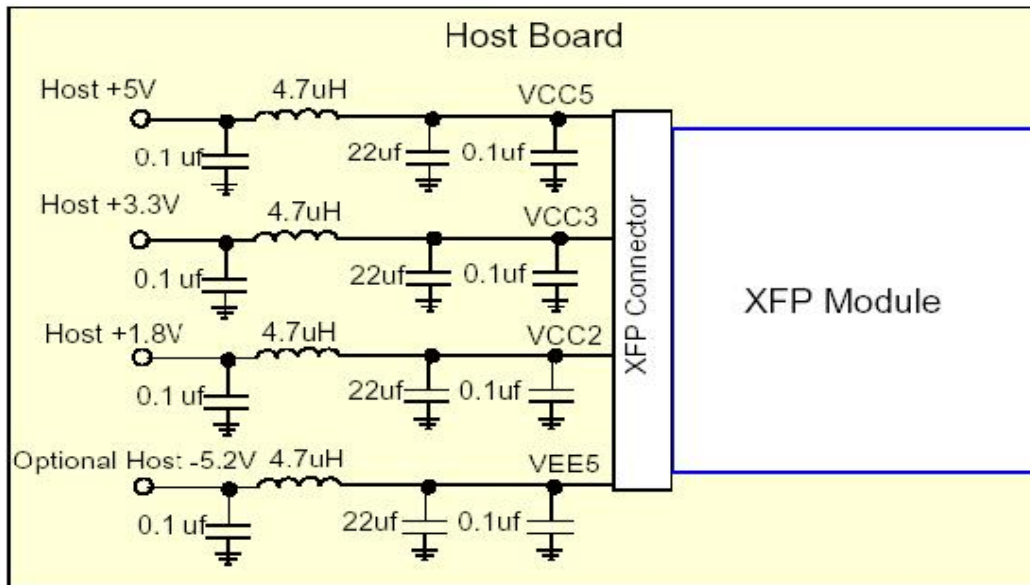 Host Board
Host +5V
4.7uH
VCC5
0.1 uf
22uf
0.1uf
Host +3.3V
4.7uH
VCC3
0.1 uf
22uf
0.1uf
Host +1.8V
4.7uH
VCC2
0.1 uf
22uf
0.1uf
Optional Host -5.2V
4.7uH
VEE5
0.1 uf
22uf
0.1uf
XFP Connector
XFP Module